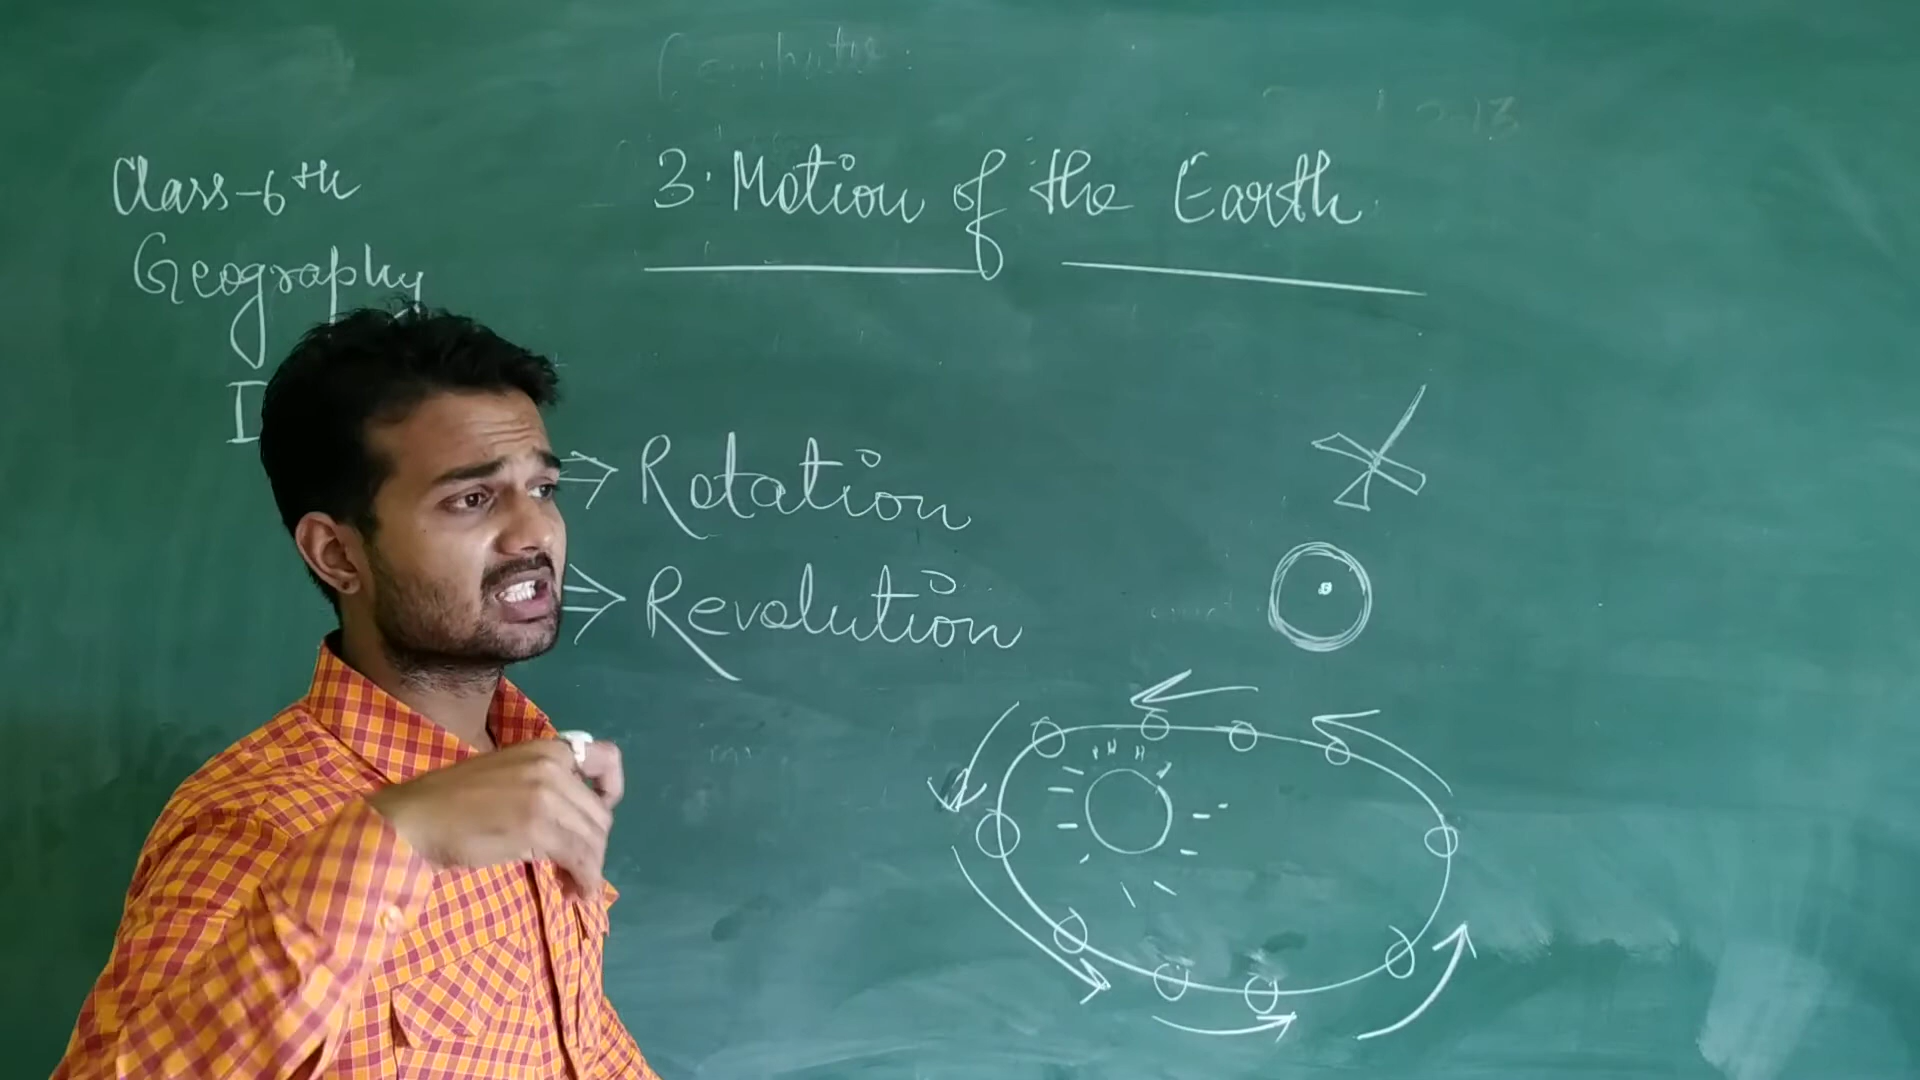 Class-6th
Geography
3. Motion of the Earth
Rotation
Revolution